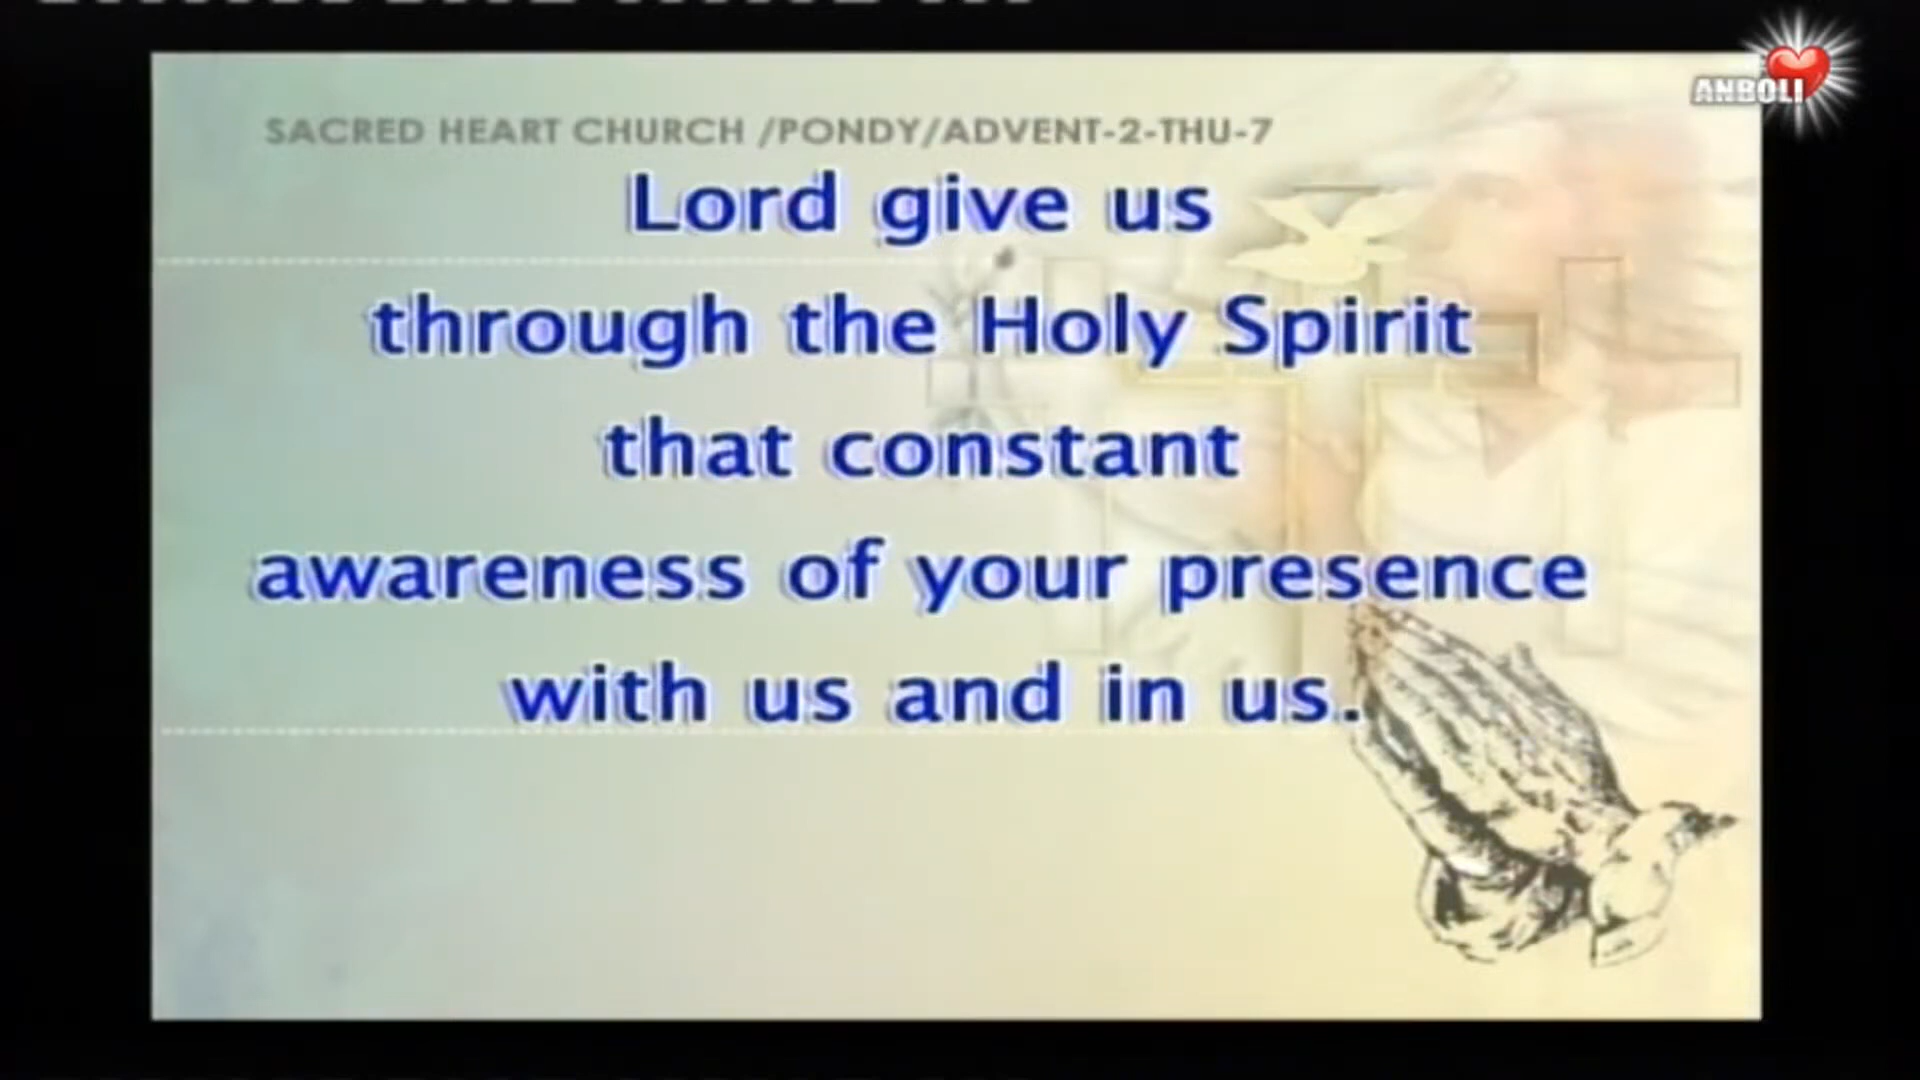 ANBOLI
SACRED HEART CHURCH /PONDY/ADVENT-2-THU-7
Lord give us
through the Holy Spirit
that constant
awareness of your presence
with us and in us.